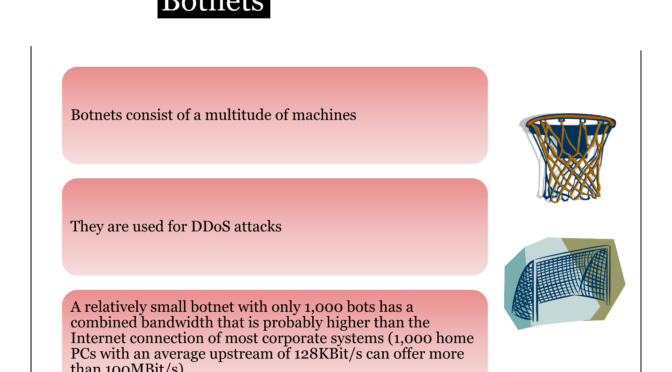 Botnets
Botnets consist of a multitude of machines
They are used for DDoS attacks
A relatively small botnet with only 1,000 bots has a
combined bandwidth that is probably higher than the
Internet connection of most corporate systems (1,000 home
PCs with an average upstream of 128KBit/s can offer more
than 100MBit/s)